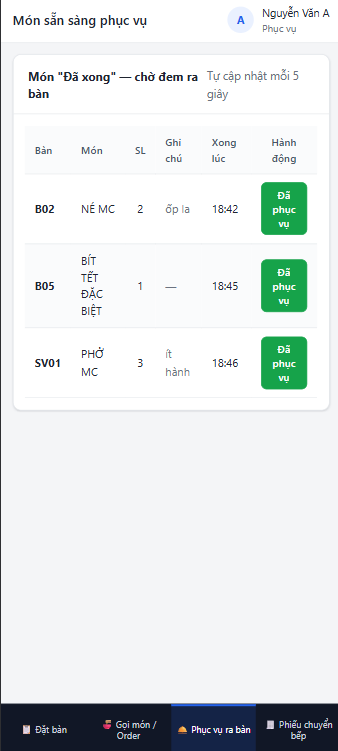 Món sẵn sàng phục vụ
A
Nguyễn Văn A
Phục vụ
Món "Đã xong" — chờ đem ra
bàn
Tự cập nhật mỗi 5
giây
Bàn
Món
SL
Ghi
chú
Xong
lúc
Hành
động
B02
NÉ MC
2
ốp la
18:42
Đã
phục
vụ
B05
BÍT
TẾT
ĐẶC
BIỆT
1
—
18:45
Đã
phục
vụ
SV01
PHỞ
MC
3
ít
hành
18:46
Đã
phục
vụ
Đặt bàn
Gọi món /
Order
Phục vụ ra bàn
Phiếu chuyển
bếp